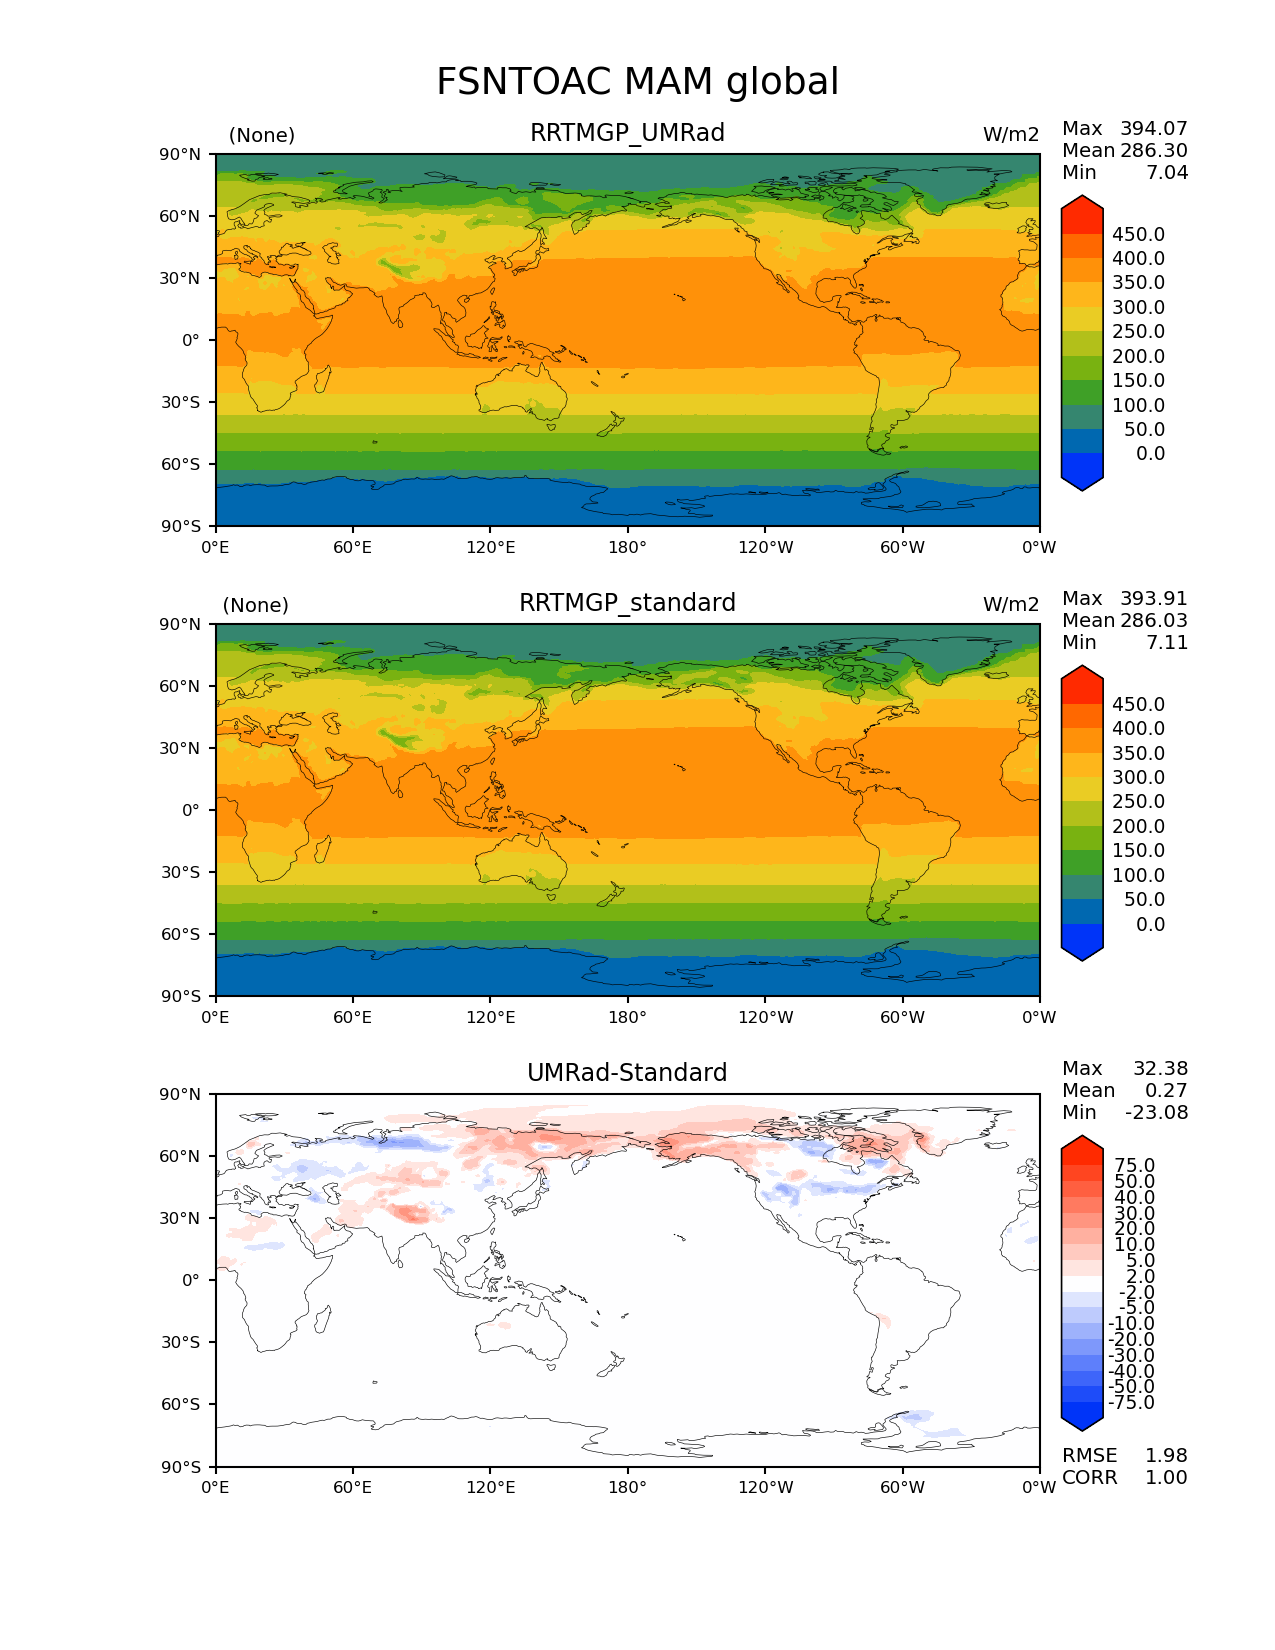 FSNTOAC MAM global
(None) RRTMGP_UMRad W/m2
Max 394.07
Mean 286.30
Min 7.04
90°N
60°N
30°N
0°
30°S
60°S
90°S
0°E 60°E 120°E 180° 120°W 60°W 0°W
450.0
400.0
350.0
300.0
250.0
200.0
150.0
100.0
50.0
0.0
(None) RRTMGP_standard W/m2
Max 393.91
Mean 286.03
Min 7.11
90°N
60°N
30°N
0°
30°S
60°S
90°S
0°E 60°E 120°E 180° 120°W 60°W 0°W
450.0
400.0
350.0
300.0
250.0
200.0
150.0
100.0
50.0
0.0
UMRad-Standard
Max 32.38
Mean 0.27
Min -23.08
90°N
60°N
30°N
0°
30°S
60°S
90°S
0°E 60°E 120°E 180° 120°W 60°W 0°W
75.0
50.0
40.0
30.0
20.0
10.0
5.0
2.0
-2.0
-5.0
-10.0
-20.0
-30.0
-40.0
-50.0
-75.0
RMSE 1.98
CORR 1.00